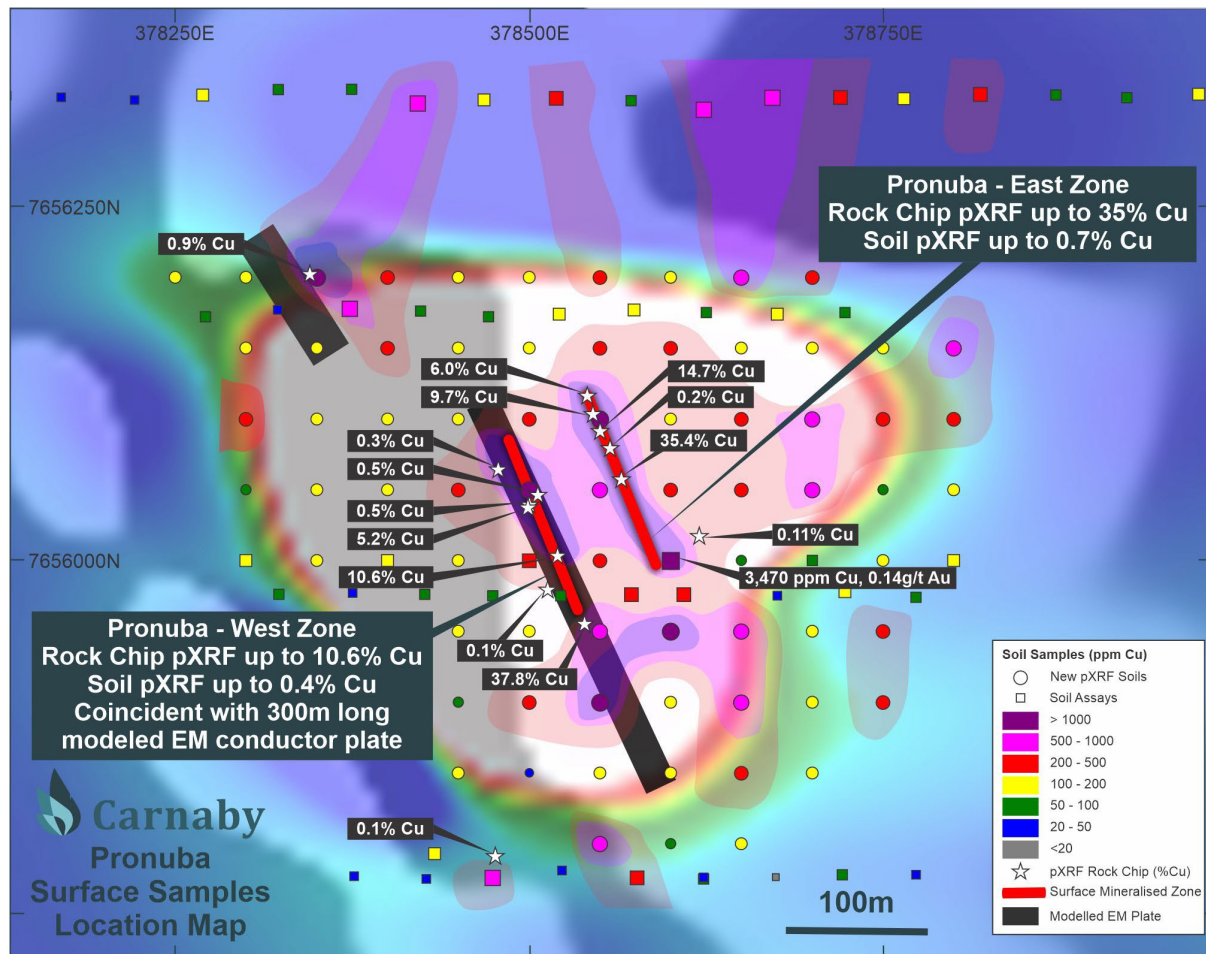 378250E
378500E
378750E
Pronuba - East Zone
Rock Chip pXRF up to 35% Cu
Soil pXRF up to 0.7% Cu
7656250N
0.9% Cu
6.0% Cu
14.7% Cu
9.7% Cu
0.2% Cu
0.3% Cu
35.4% Cu
0.5% Cu
0.5% Cu
5.2% Cu
0.11% Cu
7656000N
10.6% Cu
3,470 ppm Cu, 0.14g/t Au
Pronuba - West Zone
Rock Chip pXRF up to 10.6% Cu
Soil pXRF up to 0.4% Cu
Coincident with 300m long
modeled EM conductor plate
0.1% Cu
37.8% Cu
Soil Samples (ppm Cu)
New pXRF Soils
Soil Assays
> 1000
500 - 1000
200 - 500
100 - 200
50 - 100
20 - 50
<20
pXRF Rock Chip (%Cu)
Surface Mineralised Zone
Modelled EM Plate
Carnaby
Pronuba
Surface Samples
Location Map
0.1% Cu
100m